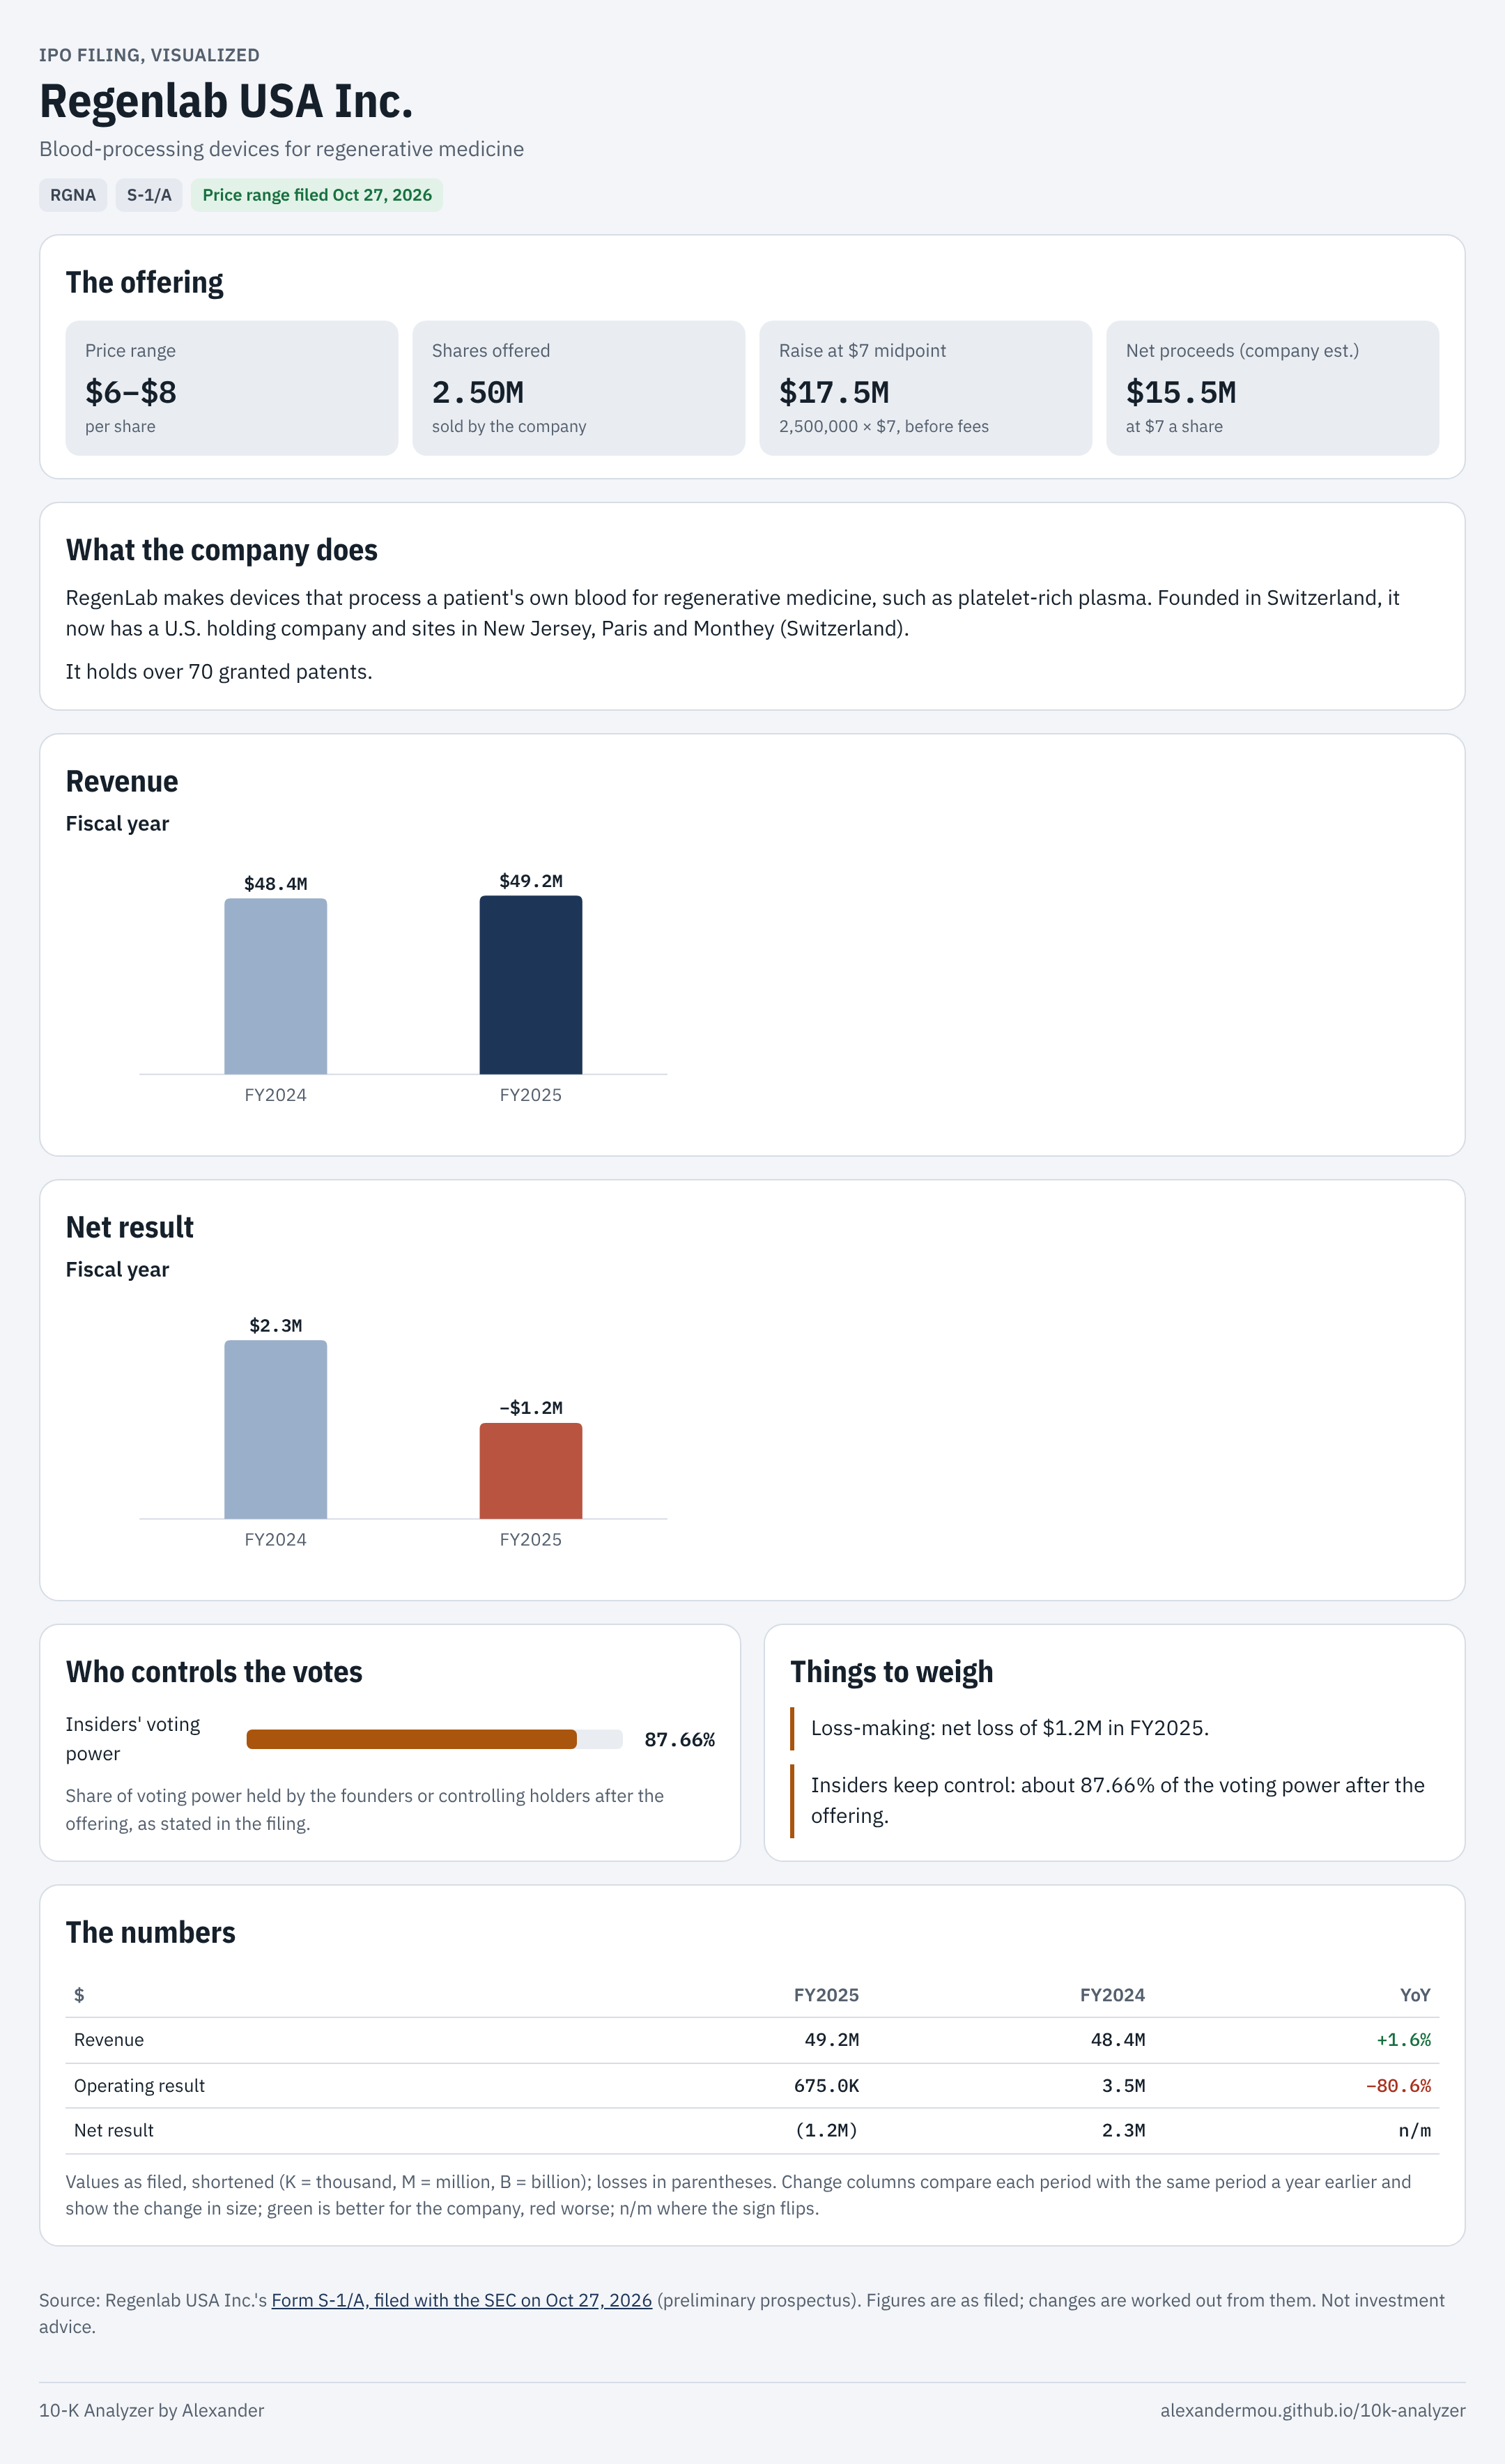 IPO FILING, VISUALIZED
Regenlab USA Inc.
Blood-processing devices for regenerative medicine
RGNA S-1/A Price range filed Oct 27, 2026
The offering
Price range
$6–$8
per share
Shares offered
2.50M
sold by the company
Raise at $7 midpoint
$17.5M
2,500,000 × $7, before fees
Net proceeds (company est.)
$15.5M
at $7 a share
What the company does
RegenLab makes devices that process a patient's own blood for regenerative medicine, such as platelet-rich plasma. Founded in Switzerland, it
now has a U.S. holding company and sites in New Jersey, Paris and Monthey (Switzerland).
It holds over 70 granted patents.
Revenue
Fiscal year
$48.4M $49.2M
FY2024 FY2025
Net result
Fiscal year
$2.3M −$1.2M
FY2024 FY2025
Who controls the votes
Insiders' voting
power
87.66%
Share of voting power held by the founders or controlling holders after the
offering, as stated in the filing.
Things to weigh
Loss-making: net loss of $1.2M in FY2025.
Insiders keep control: about 87.66% of the voting power after the
offering.
The numbers
$ FY2025 FY2024 YoY
Revenue 49.2M 48.4M +1.6%
Operating result 675.0K 3.5M −80.6%
Net result (1.2M) 2.3M n/m
Values as filed, shortened (K = thousand, M = million, B = billion); losses in parentheses. Change columns compare each period with the same period a year earlier and
show the change in size; green is better for the company, red worse; n/m where the sign flips.
Source: Regenlab USA Inc.'s Form S-1/A, filed with the SEC on Oct 27, 2026 (preliminary prospectus). Figures are as filed; changes are worked out from them. Not investment
advice.
10-K Analyzer by Alexander alexandermou.github.io/10k-analyzer